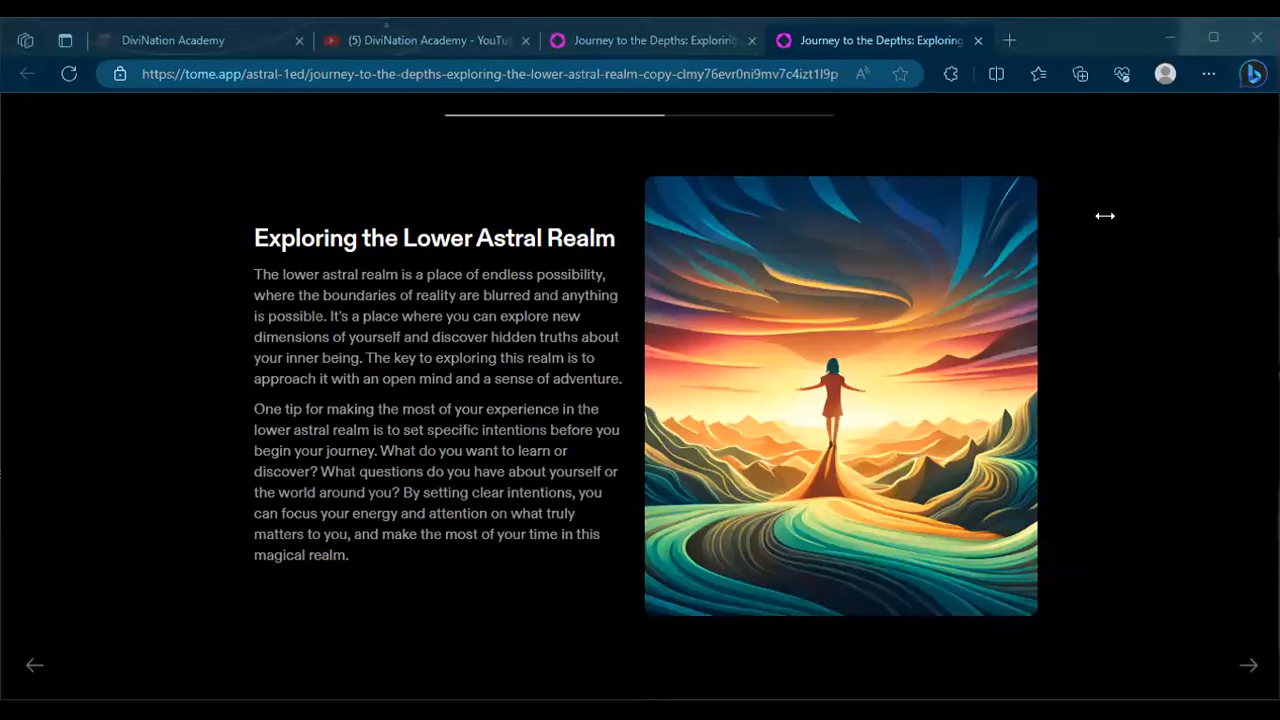 DiviNation Academy
(5) DiviNation Academy - YouTu
Journey to the Depths: Exploring
Journey to the Depths: Exploring
https://tome.app/astral-1ed/journey-to-the-depths-exploring-the-lower-astral-realm-copy-clmy76evr0ni9mv7c4izt1l9p
Exploring the Lower Astral Realm
The lower astral realm is a place of endless possibility,
where the boundaries of reality are blurred and anything
is possible. It's a place where you can explore new
dimensions of yourself and discover hidden truths about
your inner being. The key to exploring this realm is to
approach it with an open mind and a sense of adventure.
One tip for making the most of your experience in the
lower astral realm is to set specific intentions before you
begin your journey. What do you want to learn or
discover? What questions do you have about yourself or
the world around you? By setting clear intentions, you
can focus your energy and attention on what truly
matters to you, and make the most of your time in this
magical realm.